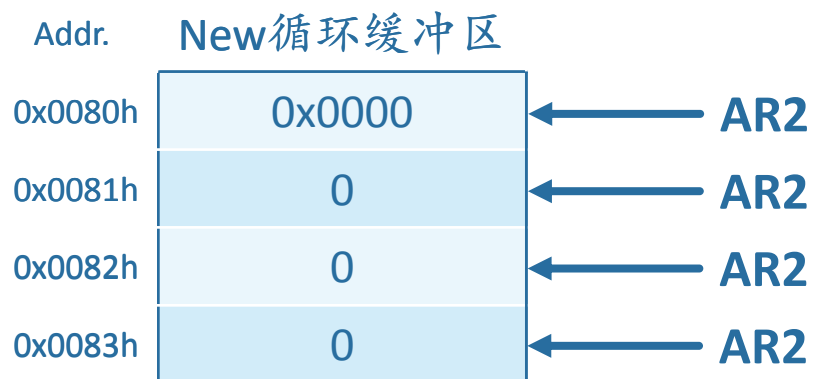 Addr. New循环缓冲区
0x0080h 0x0000 AR2
0x0081h 0 AR2
0x0082h 0 AR2
0x0083h 0 AR2